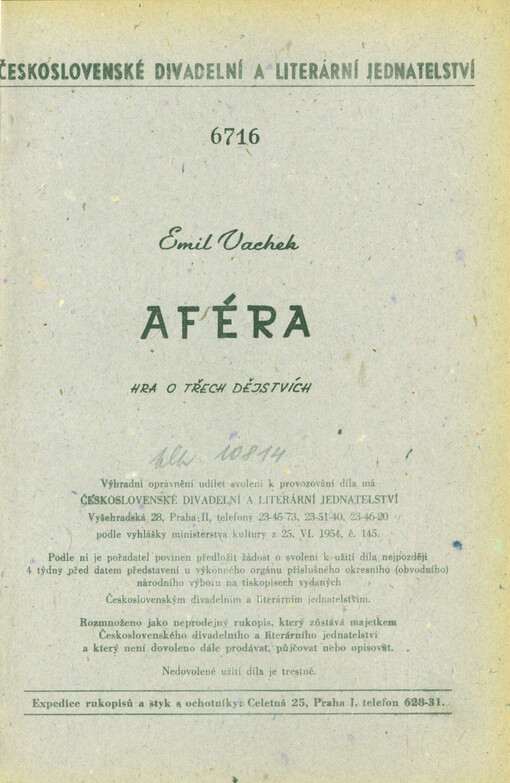 ČESKOSLOVENSKÉ DIVADELNÍ A LITERÁRNÍ JEDNATELSTVÍ
6716
Emil Vachek
AFÉRA
HRA O TŘECH DĚJSTVÍCH
10814
Výhradní oprávnění udílet svolení k provozování díla má
ČESKOSLOVENSKÉ DIVADELNÍ A LITERÁRNÍ JEDNATELSTVÍ
Vyšehradská 28, Praha II, telefony 23-45-73, 23-51-40, 23-46-20
podle vyhlášky ministerstva kultury z 25. VI. 1954, č. 145.
Podle ní je pořadatel povinen předložit žádost o svolení k užití díla nejpozději
4 týdny před datem představení u výkonného orgánu příslušného okresního (obvodního)
národního výboru na tiskopisech vydaných
Československým divadelním a literárním jednatelstvím.
Rozmnoženo jako neprodejný rukopis, který zůstává majetkem
Československého divadelního a literárního jednatelství
a který není dovoleno dále prodávat, půjčovat nebo opisovat.
Nedovolené užití díla je trestné.
Expedice rukopisů a styk s ochotníky: Celetná 25, Praha I, telefon 628-31.